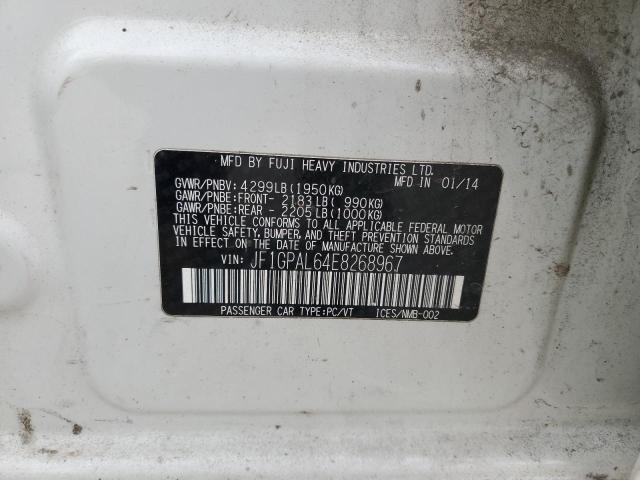 MFD BY FUJI HEAVY INDUSTRIES LTD.
GVWR/PNBV: 4299LB(1950KG) MFD IN 01/14
GAWR/PNBE:FRONT- 2183LB( 990KG)
GAWR/PNBE:REAR - 2205LB(1000KG)
THIS VEHICLE CONFORMS TO ALL APPLICABLE FEDERAL MOTOR
VEHICLE SAFETY, BUMPER, AND THEFT PREVENTION STANDARDS
IN EFFECT ON THE DATE OF MANUFACTURE SHOWN ABOVE.
VIN: JF1GPAL64E8268967
PASSENGER CAR TYPE:PC/VT ICES/NMB-002